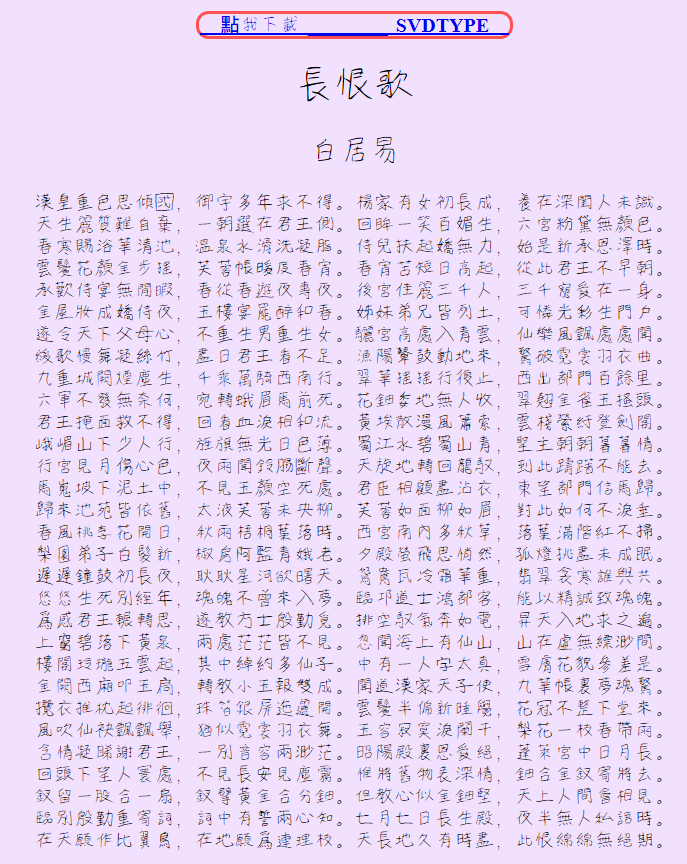 點我下載 ________ SVDTYPE
長恨歌
白居易
漢皇重色思傾國, 御宇多年求不得。 楊家有女初長成, 養在深閨人未識。
天生麗質難自棄, 一朝選在君王側。 回眸一笑百媚生, 六宮粉黛無顏色。
春寒賜浴華清池, 溫泉水滑洗凝脂。 侍兒扶起嬌無力, 始是新承恩澤時。
雲鬢花顏金步搖, 芙蓉帳暖度春宵。 春宵苦短日高起, 從此君王不早朝。
承歡侍宴無閒暇, 春從春遊夜專夜。 後宮佳麗三千人, 三千寵愛在一身。
金屋妝成嬌侍夜, 玉樓宴罷醉和春。 姊妹弟兄皆列土, 可憐光彩生門戶。
遂令天下父母心, 不重生男重生女。 驪宮高處入青雲, 仙樂風飄處處聞。
緩歌慢舞凝絲竹, 盡日君王看不足。 漁陽鼙鼓動地來, 驚破霓裳羽衣曲。
九重城闕煙塵生, 千乘萬騎西南行。 翠華搖搖行復止, 西出都門百餘里。
六軍不發無奈何, 宛轉蛾眉馬前死。 花鈿委地無人收, 翠翹金雀玉搔頭。
君王掩面救不得, 回看血淚相和流。 黃埃散漫風蕭索, 雲棧縈紆登劍閣。
峨嵋山下少人行, 旌旗無光日色薄。 蜀江水碧蜀山青, 聖主朝朝暮暮情。
行宮見月傷心色, 夜雨聞鈴腸斷聲。 天旋地轉回龍馭, 到此躊躇不能去。
馬嵬坡下泥土中, 不見玉顏空死處。 君臣相顧盡沾衣, 東望都門信馬歸。
歸來池苑皆依舊, 太液芙蓉未央柳。 芙蓉如面柳如眉, 對此如何不淚垂。
春風桃李花開日, 秋雨梧桐葉落時。 西宮南內多秋草, 落葉滿階紅不掃。
梨園弟子白髮新, 椒房阿監青娥老。 夕殿螢飛思悄然, 孤燈挑盡未成眠。
遲遲鐘鼓初長夜, 耿耿星河欲曙天。 鴛鴦瓦冷霜華重, 翡翠衾寒誰與共。
悠悠生死別經年, 魂魄不曾來入夢。 臨邛道士鴻都客, 能以精誠致魂魄。
爲感君王輾轉思, 遂教方士殷勤覓。 排空馭氣奔如電, 昇天入地求之遍。
上窮碧落下黃泉, 兩處茫茫皆不見。 忽聞海上有仙山, 山在虛無縹渺間。
樓閣玲瓏五雲起, 其中綽約多仙子。 中有一人字太真, 雪膚花貌參差是。
金闕西廂叩玉扃, 轉教小玉報雙成。 聞道漢家天子使, 九華帳裏夢魂驚。
攬衣推枕起徘徊, 珠箔銀屏迤邐開。 雲鬢半偏新睡覺, 花冠不整下堂來。
風吹仙袂飄飄舉, 猶似霓裳羽衣舞。 玉容寂寞淚闌干, 梨花一枝春帶雨。
含情凝睇謝君王, 一別音容兩渺茫。 昭陽殿裏恩愛絕, 蓬萊宮中日月長。
回頭下望人寰處, 不見長安見塵霧。 惟將舊物表深情, 鈿合金釵寄將去。
釵留一股合一扇, 釵擘黃金合分鈿。 但教心似金鈿堅, 天上人間會相見。
臨別殷勤重寄詞, 詞中有誓兩心知。 七月七日長生殿, 夜半無人私語時。
在天願作比翼鳥, 在地願爲連理枝。 天長地久有時盡, 此恨綿綿無絕期。